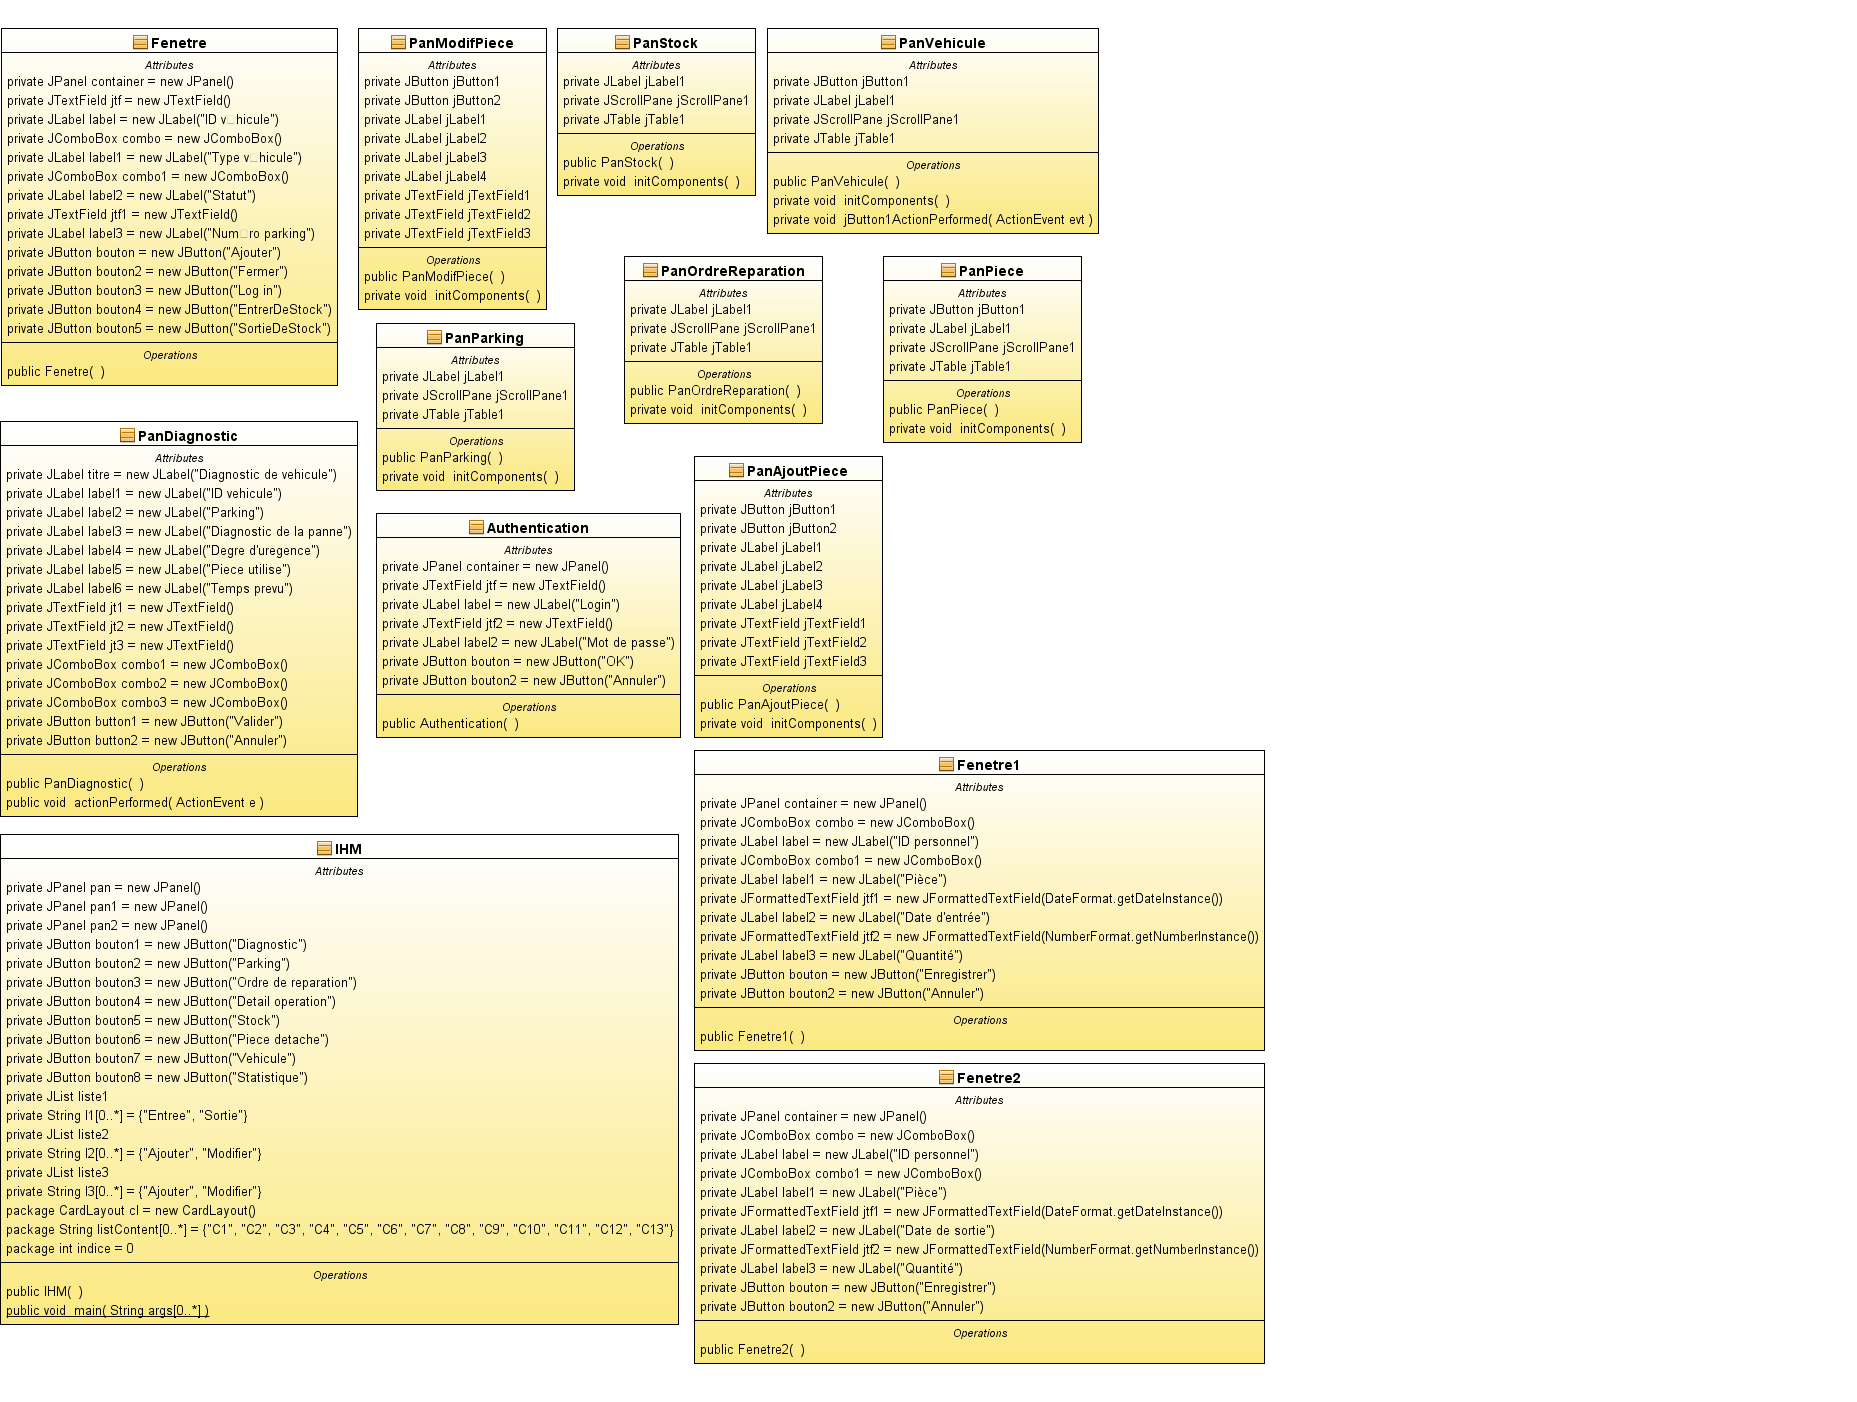 Fenetre
Attributes
private JPanel container = new JPanel()
private JTextField jtf = new JTextField()
private JLabel label = new JLabel("ID v□hicule")
private JComboBox combo = new JComboBox()
private JLabel label1 = new JLabel("Type v□hicule")
private JComboBox combo1 = new JComboBox()
private JLabel label2 = new JLabel("Statut")
private JTextField jtf1 = new JTextField()
private JLabel label3 = new JLabel("Num□ro parking")
private JButton bouton = new JButton("Ajouter")
private JButton bouton2 = new JButton("Fermer")
private JButton bouton3 = new JButton("Log in")
private JButton bouton4 = new JButton("EntrerDeStock")
private JButton bouton5 = new JButton("SortieDeStock")
Operations
public Fenetre(  )
PanModifPiece
Attributes
private JButton jButton1
private JButton jButton2
private JLabel jLabel1
private JLabel jLabel2
private JLabel jLabel3
private JLabel jLabel4
private JTextField jTextField1
private JTextField jTextField2
private JTextField jTextField3
Operations
public PanModifPiece(  )
private void  initComponents(  )
PanStock
Attributes
private JLabel jLabel1
private JScrollPane jScrollPane1
private JTable jTable1
Operations
public PanStock(  )
private void  initComponents(  )
PanVehicule
Attributes
private JButton jButton1
private JLabel jLabel1
private JScrollPane jScrollPane1
private JTable jTable1
Operations
public PanVehicule(  )
private void  initComponents(  )
private void  jButton1ActionPerformed( ActionEvent evt )
PanOrdreReparation
Attributes
private JLabel jLabel1
private JScrollPane jScrollPane1
private JTable jTable1
Operations
public PanOrdreReparation(  )
private void  initComponents(  )
PanPiece
Attributes
private JButton jButton1
private JLabel jLabel1
private JScrollPane jScrollPane1
private JTable jTable1
Operations
public PanPiece(  )
private void  initComponents(  )
PanParking
Attributes
private JLabel jLabel1
private JScrollPane jScrollPane1
private JTable jTable1
Operations
public PanParking(  )
private void  initComponents(  )
PanDiagnostic
Attributes
private JLabel titre = new JLabel("Diagnostic de vehicule")
private JLabel label1 = new JLabel("ID vehicule")
private JLabel label2 = new JLabel("Parking")
private JLabel label3 = new JLabel("Diagnostic de la panne")
private JLabel label4 = new JLabel("Degre d'uregence")
private JLabel label5 = new JLabel("Piece utilise")
private JLabel label6 = new JLabel("Temps prevu")
private JTextField jt1 = new JTextField()
private JTextField jt2 = new JTextField()
private JTextField jt3 = new JTextField()
private JComboBox combo1 = new JComboBox()
private JComboBox combo2 = new JComboBox()
private JComboBox combo3 = new JComboBox()
private JButton button1 = new JButton("Valider")
private JButton button2 = new JButton("Annuler")
Operations
public PanDiagnostic(  )
public void  actionPerformed( ActionEvent e )
Authentication
Attributes
private JPanel container = new JPanel()
private JTextField jtf = new JTextField()
private JLabel label = new JLabel("Login")
private JTextField jtf2 = new JTextField()
private JLabel label2 = new JLabel("Mot de passe")
private JButton bouton = new JButton("OK")
private JButton bouton2 = new JButton("Annuler")
Operations
public Authentication(  )
PanAjoutPiece
Attributes
private JButton jButton1
private JButton jButton2
private JLabel jLabel1
private JLabel jLabel2
private JLabel jLabel3
private JLabel jLabel4
private JTextField jTextField1
private JTextField jTextField2
private JTextField jTextField3
Operations
public PanAjoutPiece(  )
private void  initComponents(  )
IHM
Attributes
private JPanel pan = new JPanel()
private JPanel pan1 = new JPanel()
private JPanel pan2 = new JPanel()
private JButton bouton1 = new JButton("Diagnostic")
private JButton bouton2 = new JButton("Parking")
private JButton bouton3 = new JButton("Ordre de reparation")
private JButton bouton4 = new JButton("Detail operation")
private JButton bouton5 = new JButton("Stock")
private JButton bouton6 = new JButton("Piece detache")
private JButton bouton7 = new JButton("Vehicule")
private JButton bouton8 = new JButton("Statistique")
private JList liste1
private String l1[0..*] = {"Entree", "Sortie"}
private JList liste2
private String l2[0..*] = {"Ajouter", "Modifier"}
private JList liste3
private String l3[0..*] = {"Ajouter", "Modifier"}
package CardLayout cl = new CardLayout()
package String listContent[0..*] = {"C1", "C2", "C3", "C4", "C5", "C6", "C7", "C8", "C9", "C10", "C11", "C12", "C13"}
package int indice = 0
Operations
public IHM(  )
public void  main( String args[0..*] )
Fenetre1
Attributes
private JPanel container = new JPanel()
private JComboBox combo = new JComboBox()
private JLabel label = new JLabel("ID personnel")
private JComboBox combo1 = new JComboBox()
private JLabel label1 = new JLabel("Pièce")
private JFormattedTextField jtf1 = new JFormattedTextField(DateFormat.getDateInstance())
private JLabel label2 = new JLabel("Date d'entrée")
private JFormattedTextField jtf2 = new JFormattedTextField(NumberFormat.getNumberInstance())
private JLabel label3 = new JLabel("Quantité")
private JButton bouton = new JButton("Enregistrer")
private JButton bouton2 = new JButton("Annuler")
Operations
public Fenetre1(  )
Fenetre2
Attributes
private JPanel container = new JPanel()
private JComboBox combo = new JComboBox()
private JLabel label = new JLabel("ID personnel")
private JComboBox combo1 = new JComboBox()
private JLabel label1 = new JLabel("Pièce")
private JFormattedTextField jtf1 = new JFormattedTextField(DateFormat.getDateInstance())
private JLabel label2 = new JLabel("Date de sortie")
private JFormattedTextField jtf2 = new JFormattedTextField(NumberFormat.getNumberInstance())
private JLabel label3 = new JLabel("Quantité")
private JButton bouton = new JButton("Enregistrer")
private JButton bouton2 = new JButton("Annuler")
Operations
public Fenetre2(  )